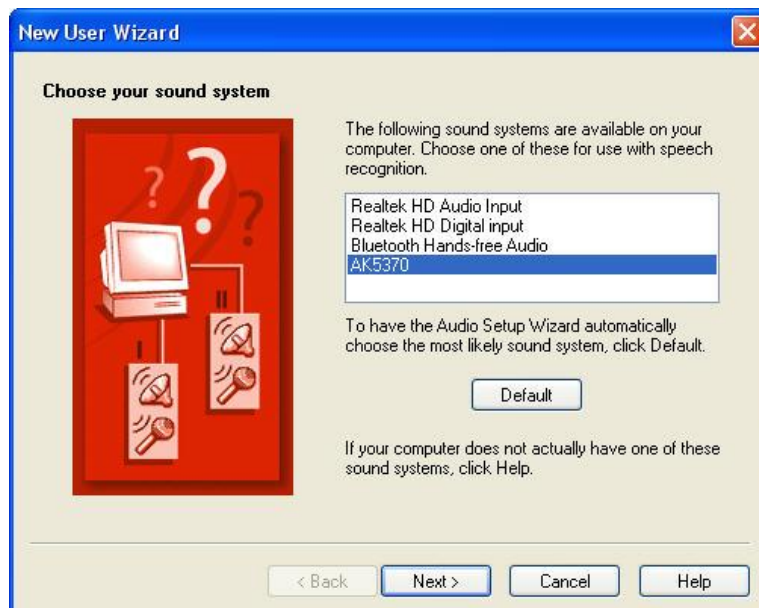 New User Wizard
Choose your sound system
The following sound systems are available on your
computer. Choose one of these for use with speech
recognition.
Realtek HD Audio Input
Realtek HD Digital input
Bluetooth Hands-free Audio
AK5370
To have the Audio Setup Wizard automatically
choose the most likely sound system, click Default.
Default
If your computer does not actually have one of these
sound systems, click Help.
? ? ?
II
I
< Back
Next >
Cancel
Help